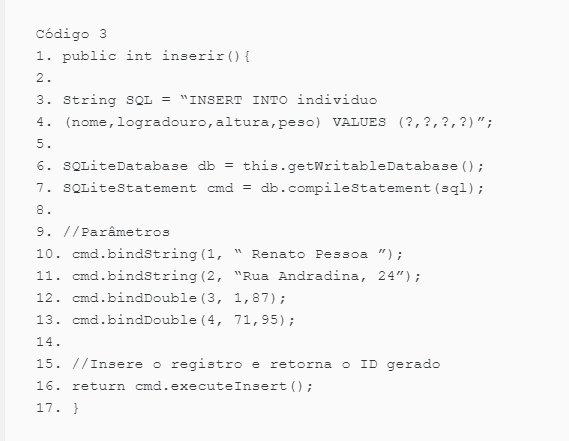 Código 3
1. public int inserir(){
2.
3. String SQL = “INSERT INTO individuo
4. (nome,logradouro,altura,peso) VALUES (?,?,?,?)”;
5.
6. SQLiteDatabase db = this.getWritableDatabase();
7. SQLiteStatement cmd = db.compileStatement(sql);
8.
9. //Parâmetros
10. cmd.bindString(1, “ Renato Pessoa ”);
11. cmd.bindString(2, “Rua Andradina, 24”);
12. cmd.bindDouble(3, 1,87);
13. cmd.bindDouble(4, 71,95);
14.
15. //Insere o registro e retorna o ID gerado
16. return cmd.executeInsert();
17. }